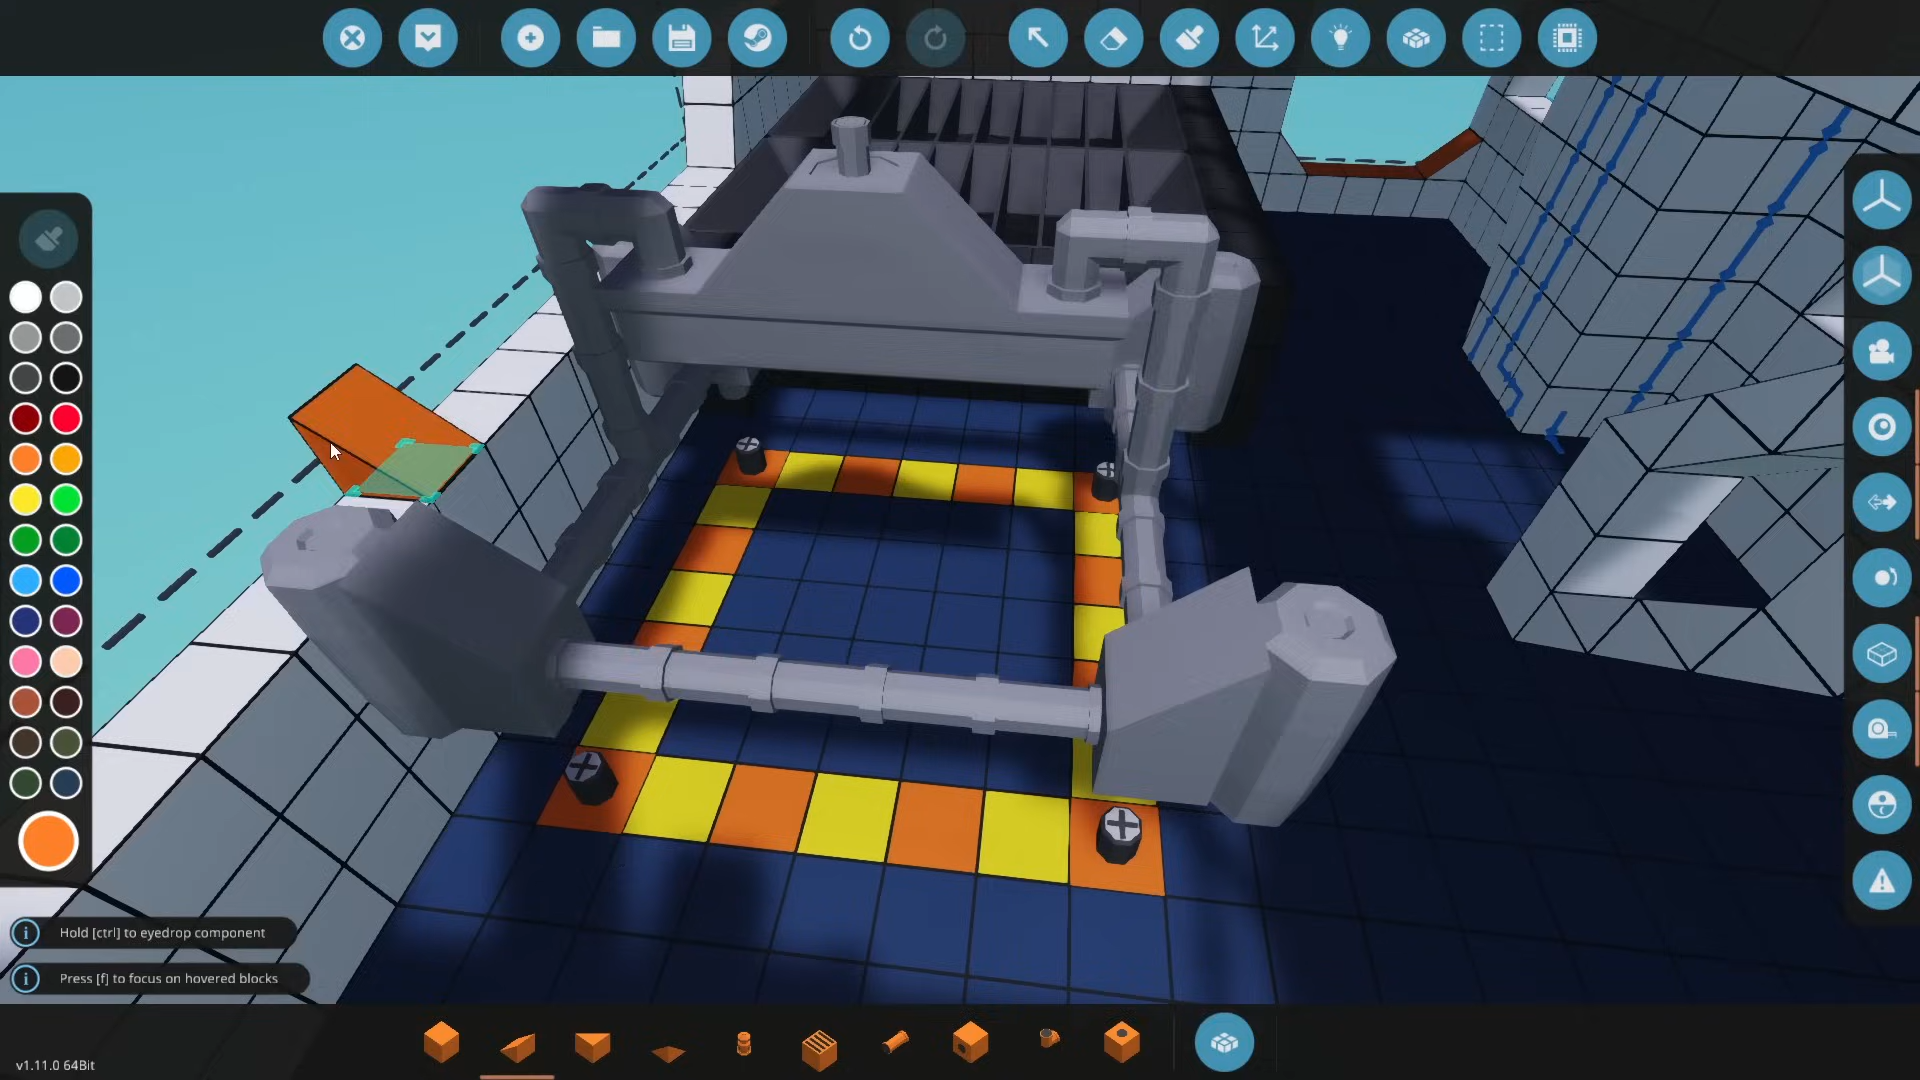 Hold [ctrl] to eyedrop component
Press [f] to focus on hovered blocks
v1.11.0 64Bit